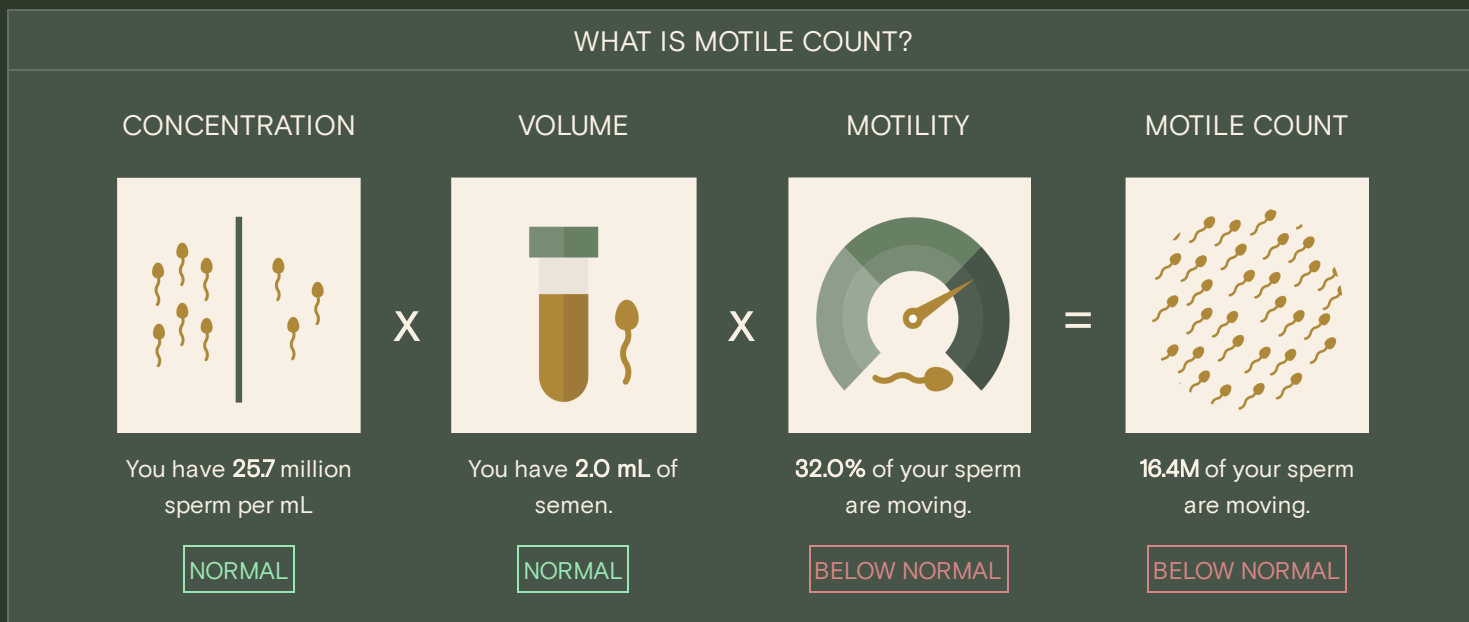 WHAT IS MOTILE COUNT?
CONCENTRATION
VOLUME
MOTILITY
MOTILE COUNT
x
x
=
You have 25.7 million
sperm per mL
You have 2.0 mL of
semen.
32.0% of your sperm
are moving.
16.4M of your sperm
are moving.
NORMAL
NORMAL
BELOW NORMAL
BELOW NORMAL